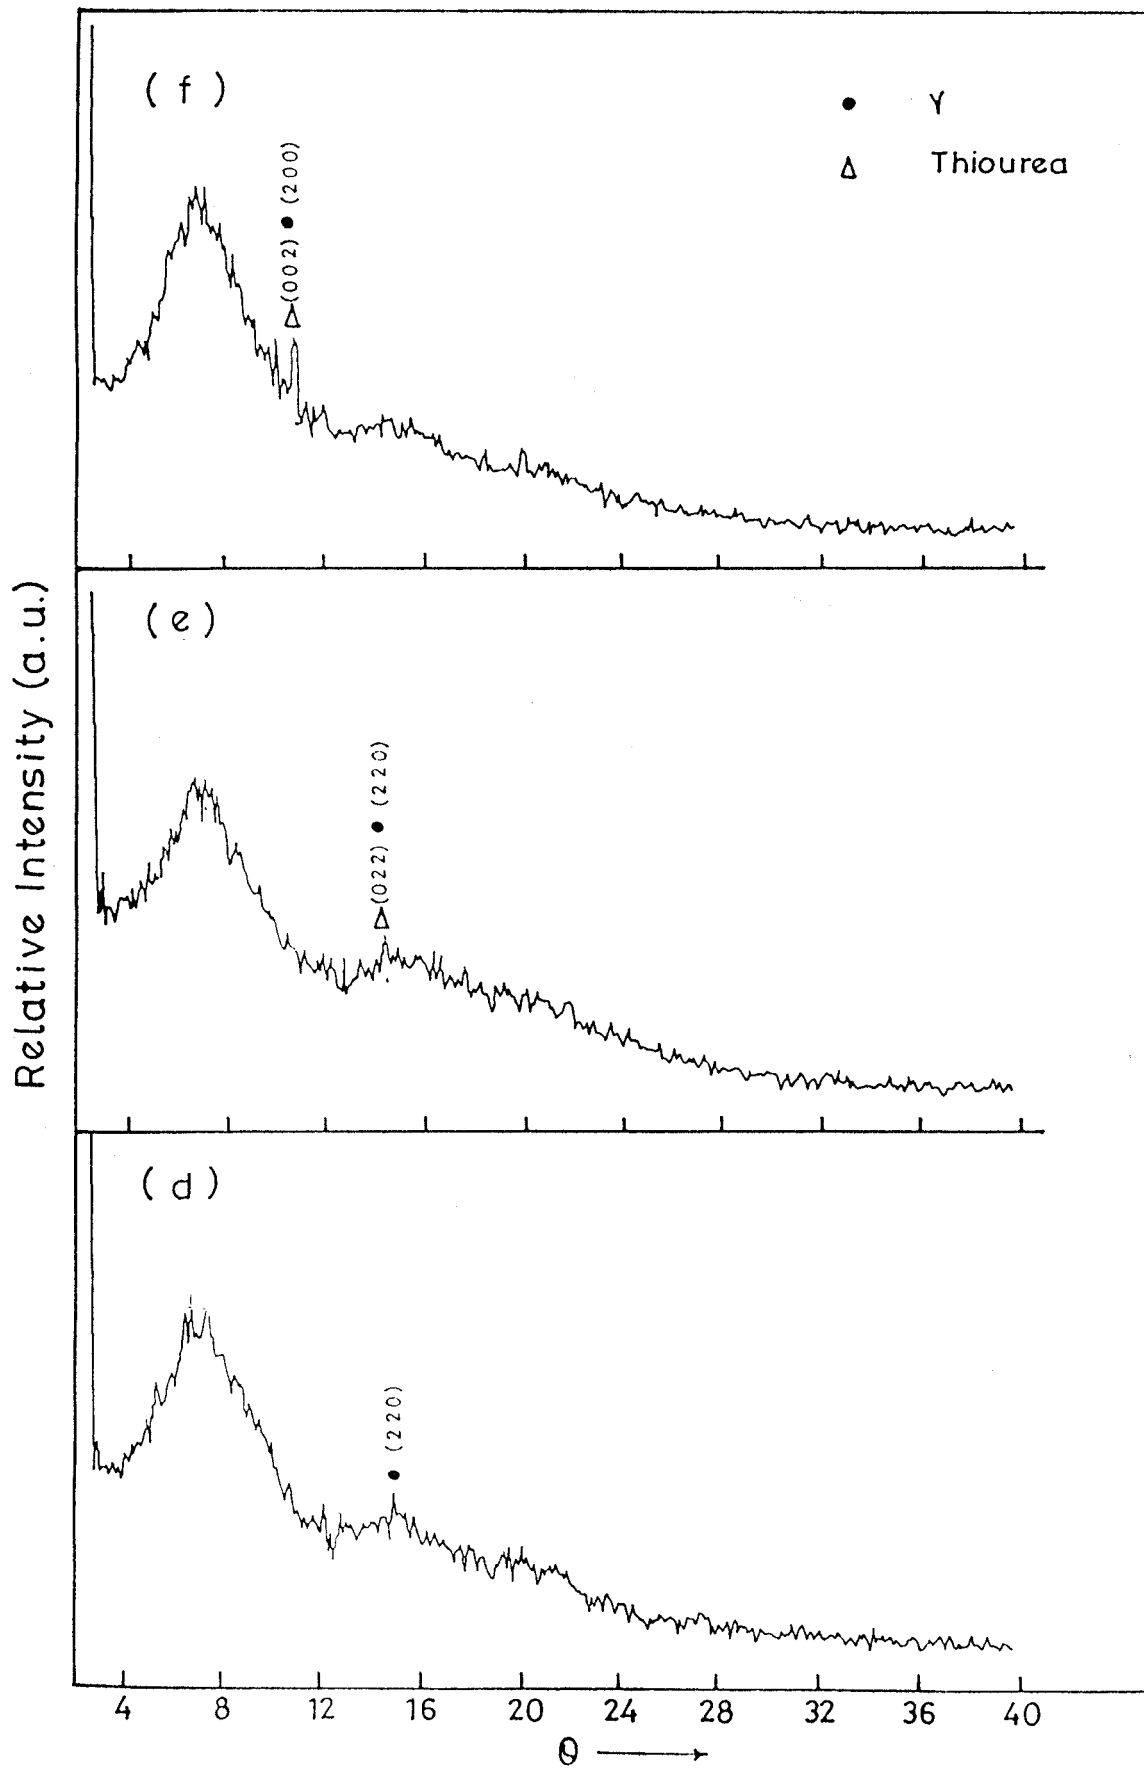 ( f )
● γ
△ Thiourea
△(002) ● (200)
Relative Intensity (a.u.)
( e )
△(022) ● (220)
( d )
● (220)
4 8 12 16 20 24 28 32 36 40
θ →